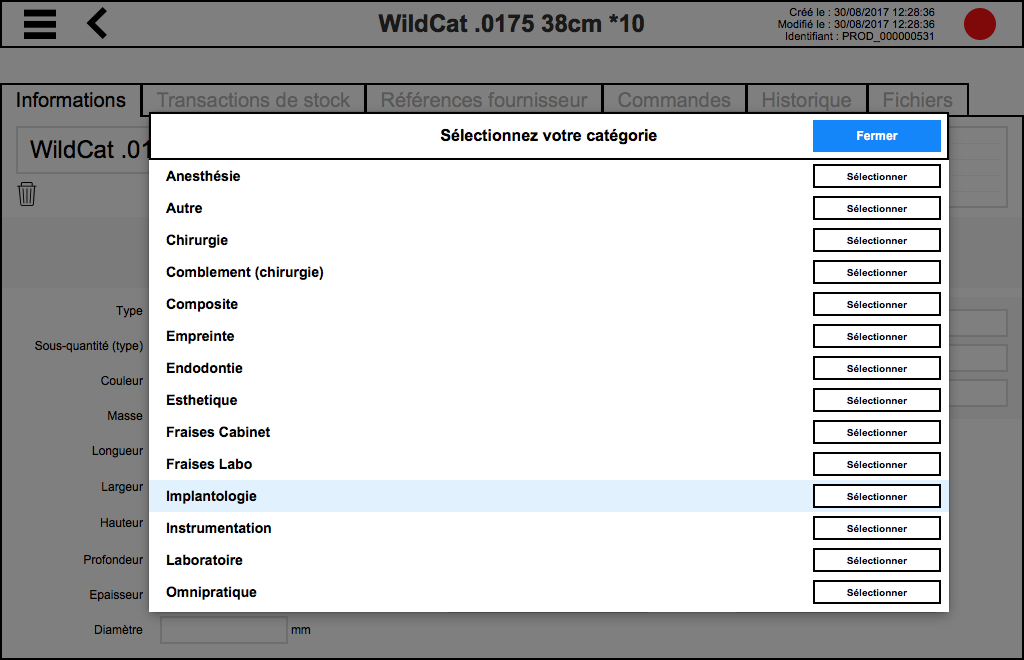 WildCat .0175 38cm *10
Créé le : 30/08/2017 12:28:36
Modifié le : 30/08/2017 12:28:36
Identifiant : PROD_000000531
Informations
Transactions de stock
Références fournisseur
Commandes
Historique
Fichiers
WildCat .01
Sélectionnez votre catégorie
Fermer
Anesthésie Sélectionner
Autre Sélectionner
Chirurgie Sélectionner
Comblement (chirurgie) Sélectionner
Composite Sélectionner
Empreinte Sélectionner
Endodontie Sélectionner
Esthetique Sélectionner
Fraises Cabinet Sélectionner
Fraises Labo Sélectionner
Implantologie Sélectionner
Instrumentation Sélectionner
Laboratoire Sélectionner
Omnipratique Sélectionner
Type
Sous-quantité (type)
Couleur
Masse
Longueur
Largeur
Hauteur
Profondeur
Epaisseur
Diamètre mm